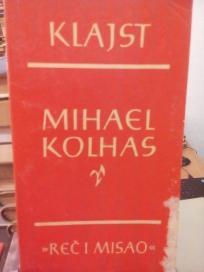 KLAJST
MIHAEL
KOLHAS
»REČ I MISAO«